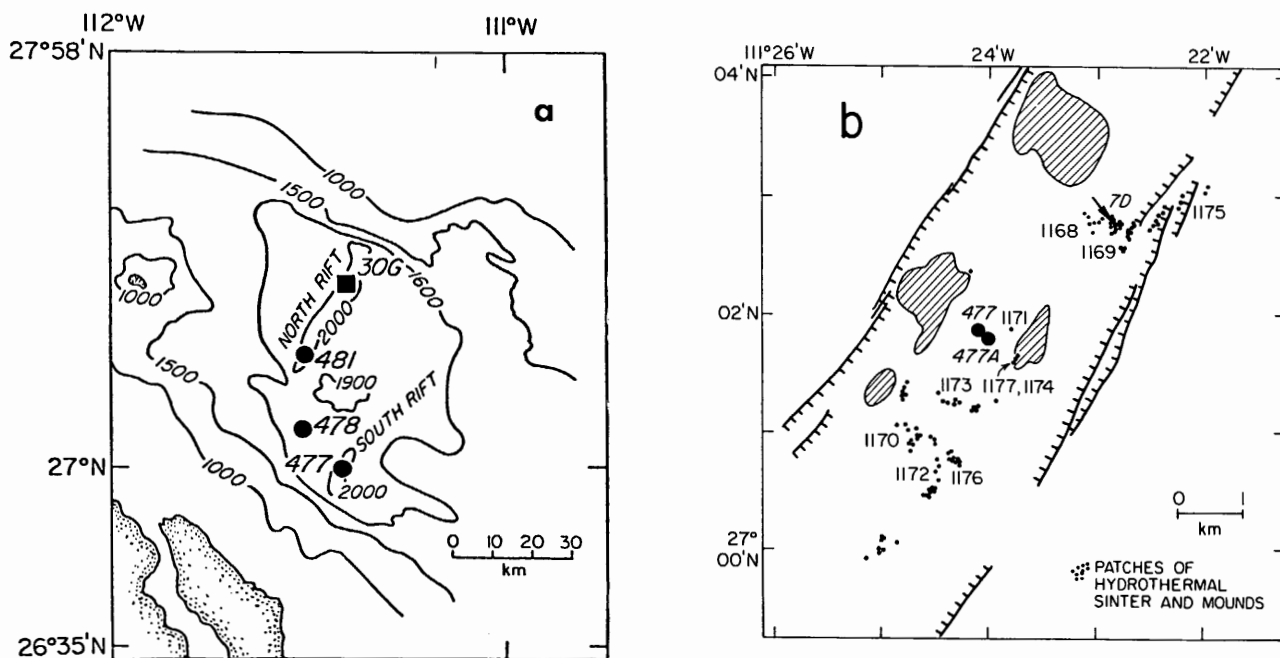 112°W
111°W
27°58'N
a
1000
1500
1600
NORTH RIFT
30G
2000
1000
481
1900
1500
478
SOUTH RIFT
477
27°N
1000
2000
0 10 20 30
km
26°35'N
111°26'W
24'W
22'W
04'N
b
7D
1175
1168
1169
02'N
477
1171
477A
1173
1177, 1174
1170
1172
1176
0 1
km
27°
00'N
PATCHES OF
HYDROTHERMAL
SINTER AND MOUNDS